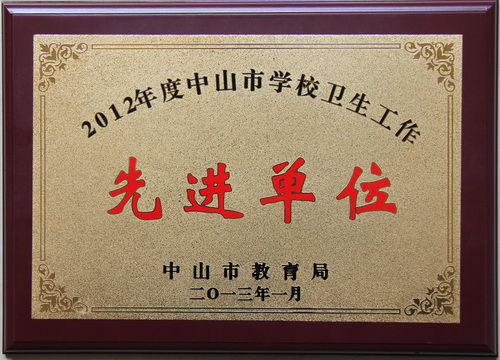 2012年度中山市学校卫生工作
先进单位
中山市教育局
二〇一三年一月